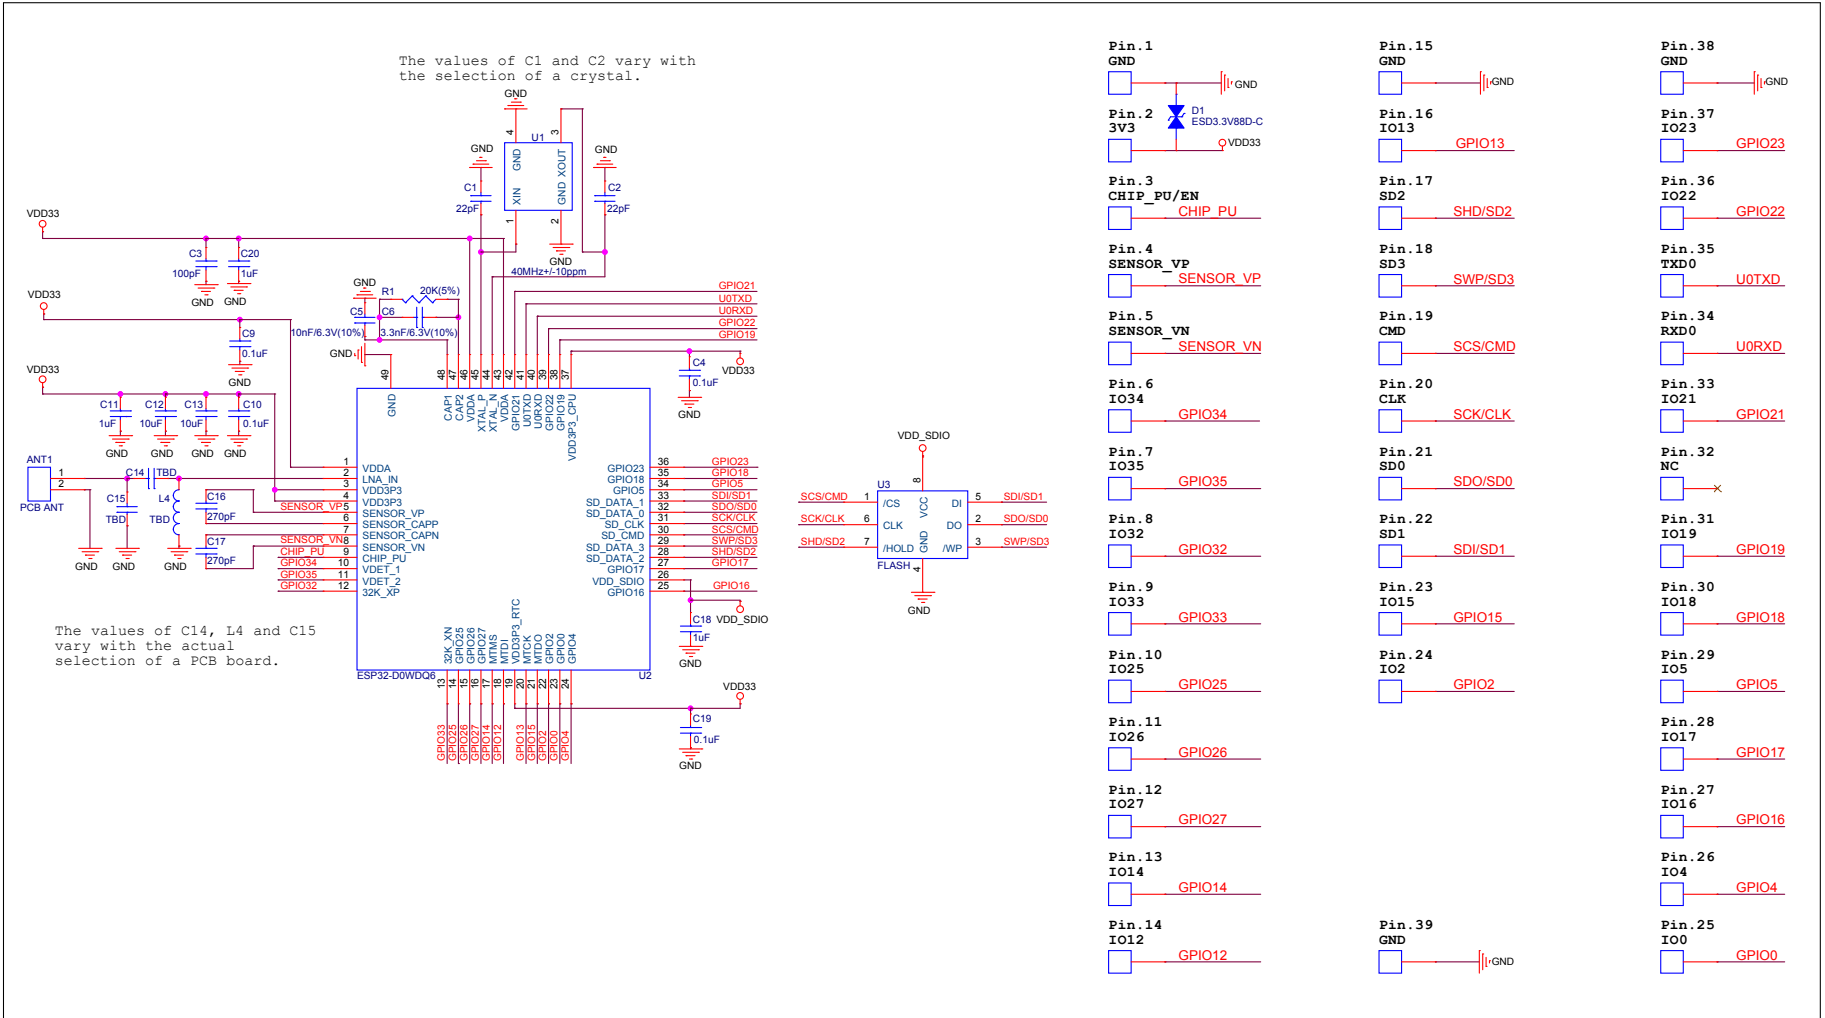 The values of C1 and C2 vary with
the selection of a crystal.
GND
4
3
U1
GND
XOUT
XIN
GND
1
2
GND
C1
22pF
GND
C2
22pF
GND
40MHz+/-10ppm
VDD33
C3
100pF
GND
C20
1uF
GND
VDD33
C9
0.1uF
GND
VDD33
C11
1uF
GND
C12
10uF
GND
C13
10uF
GND
C10
0.1uF
GND
GND
R1
20K(5%)
C5
10nF/6.3V(10%)
C6
3.3nF/6.3V(10%)
GND
GPIO21
U0TXD
U0RXD
GPIO22
GPIO19
C4
0.1uF
VDD33
GND
49
48
47
46
45
44
43
42
41
40
39
38
37
GND
CAP1
CAP2
VDDA
XTAL_P
XTAL_N
VDDA
GPIO21
U0TXD
U0RXD
GPIO22
GPIO19
VDD3P3_CPU
ANT1
1
2
PCB ANT
GND
C14
TBD
C15
TBD
GND
L4
TBD
GND
C16
270pF
C17
270pF
SENSOR_VP
SENSOR_VN
CHIP_PU
GPIO34
GPIO35
GPIO32
1 VDDA
2 LNA_IN
3 VDD3P3
4 VDD3P3
5 SENSOR_VP
6 SENSOR_CAPP
7 SENSOR_CAPN
8 SENSOR_VN
9 CHIP_PU
10 VDET_1
11 VDET_2
12 32K_XP
GPIO23 36 GPIO23
GPIO18 35 GPIO18
GPIO5 34 GPIO5
SD_DATA_1 33 SDI/SD1
SD_DATA_0 32 SDO/SD0
SD_CLK 31 SCK/CLK
SD_CMD 30 SCS/CMD
SD_DATA_3 29 SWP/SD3
SD_DATA_2 28 SHD/SD2
GPIO17 27 GPIO17
VDD_SDIO 26
GPIO16 25 GPIO16
VDD_SDIO
C18
1uF
GND
The values of C14, L4 and C15
vary with the actual
selection of a PCB board.
32K_XN
GPIO25
GPIO26
GPIO27
MTMS
MTDI
VDD3P3_RTC
MTCK
MTDO
GPIO2
GPIO0
GPIO4
ESP32-D0WDQ6
U2
13
14
15
16
17
18
19
20
21
22
23
24
GPIO33
GPIO25
GPIO26
GPIO27
GPIO14
GPIO12
GPIO13
GPIO15
GPIO2
GPIO0
GPIO4
VDD33
C19
0.1uF
GND
VDD_SDIO
U3
8
SCS/CMD 1 /CS
SCK/CLK 6 CLK
SHD/SD2 7 /HOLD
VCC
GND
DI 5 SDI/SD1
DO 2 SDO/SD0
/WP 3 SWP/SD3
FLASH
4
GND
Pin.1
GND
GND
D1
ESD3.3V88D-C
Pin.2
3V3
VDD33
Pin.3
CHIP_PU/EN
CHIP_PU
Pin.4
SENSOR_VP
SENSOR_VP
Pin.5
SENSOR_VN
SENSOR_VN
Pin.6
IO34
GPIO34
Pin.7
IO35
GPIO35
Pin.8
IO32
GPIO32
Pin.9
IO33
GPIO33
Pin.10
IO25
GPIO25
Pin.11
IO26
GPIO26
Pin.12
IO27
GPIO27
Pin.13
IO14
GPIO14
Pin.14
IO12
GPIO12
Pin.15
GND
GND
Pin.16
IO13
GPIO13
Pin.17
SD2
SHD/SD2
Pin.18
SD3
SWP/SD3
Pin.19
CMD
SCS/CMD
Pin.20
CLK
SCK/CLK
Pin.21
SD0
SDO/SD0
Pin.22
SD1
SDI/SD1
Pin.23
IO15
GPIO15
Pin.24
IO2
GPIO2
Pin.39
GND
GND
Pin.38
GND
GND
Pin.37
IO23
GPIO23
Pin.36
IO22
GPIO22
Pin.35
TXD0
U0TXD
Pin.34
RXD0
U0RXD
Pin.33
IO21
GPIO21
Pin.32
NC
Pin.31
IO19
GPIO19
Pin.30
IO18
GPIO18
Pin.29
IO5
GPIO5
Pin.28
IO17
GPIO17
Pin.27
IO16
GPIO16
Pin.26
IO4
GPIO4
Pin.25
IO0
GPIO0